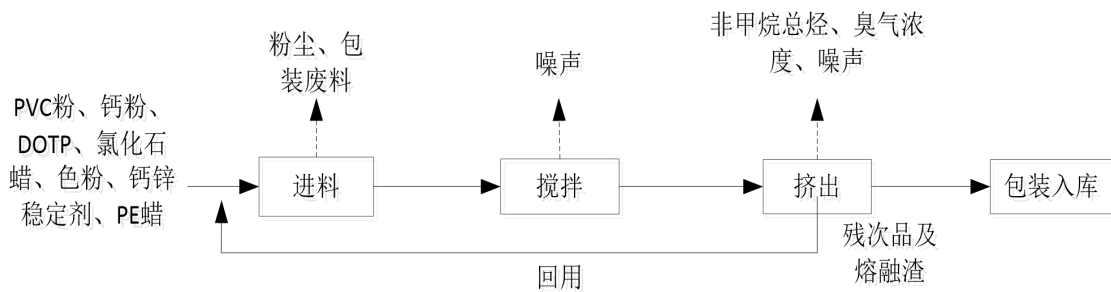 非甲烷总烃、臭气浓
度、噪声
粉尘、包
装废料
噪声
PVC粉、钙粉、
DOTP、氯化石
蜡、色粉、钙锌
稳定剂、PE蜡
进料
搅拌
挤出
包装入库
残次品及
熔融渣
回用